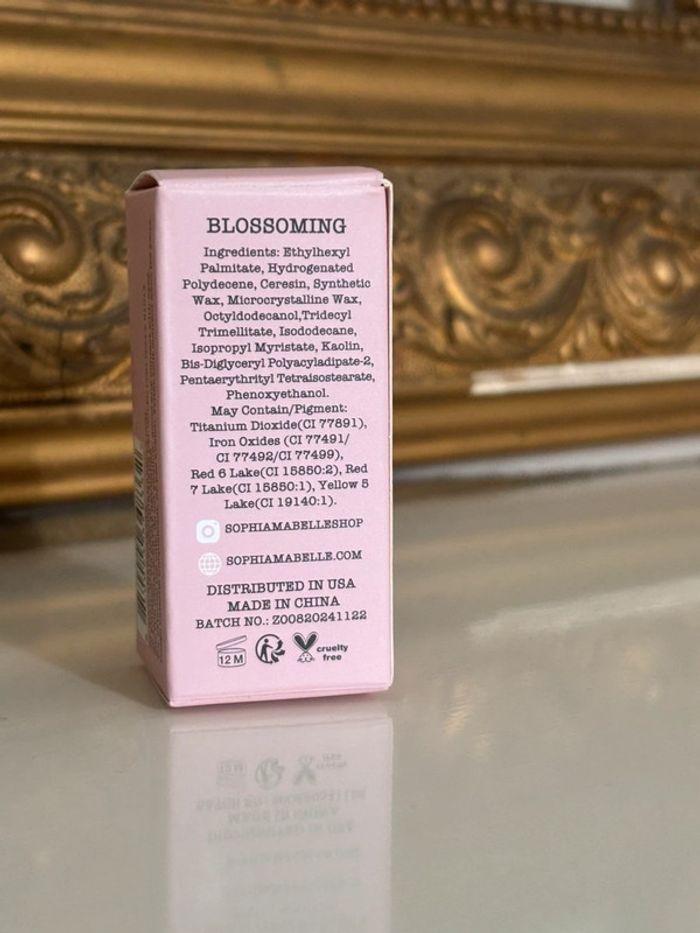 BLOSSOMING
Ingredients: Ethylhexyl
Palmitate, Hydrogenated
Polydecene, Ceresin, Synthetic
Wax, Microcrystalline Wax,
Octyldodecanol,Tridecyl
Trimellitate, Isododecane,
Isopropyl Myristate, Kaolin,
Bis-Diglyceryl Polyacyladipate-2,
Pentaerythrityl Tetraisostearate,
Phenoxyethanol.
May Contain/Pigment:
Titanium Dioxide(CI 77891),
Iron Oxides (CI 77491/
CI 77492/CI 77499),
Red 6 Lake(CI 15850:2), Red
7 Lake(CI 15850:1), Yellow 5
Lake(CI 19140:1).
SOPHIAMABELLESHOP
SOPHIAMABELLE.COM
DISTRIBUTED IN USA
MADE IN CHINA
BATCH NO.: Z00820241122
12 M
cruelty
free